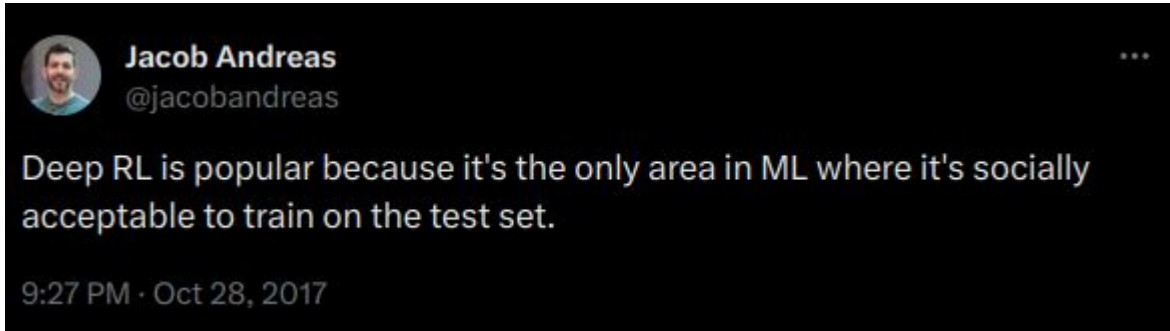 Jacob Andreas
@jacobandreas
Deep RL is popular because it's the only area in ML where it's socially
acceptable to train on the test set.
9:27 PM · Oct 28, 2017